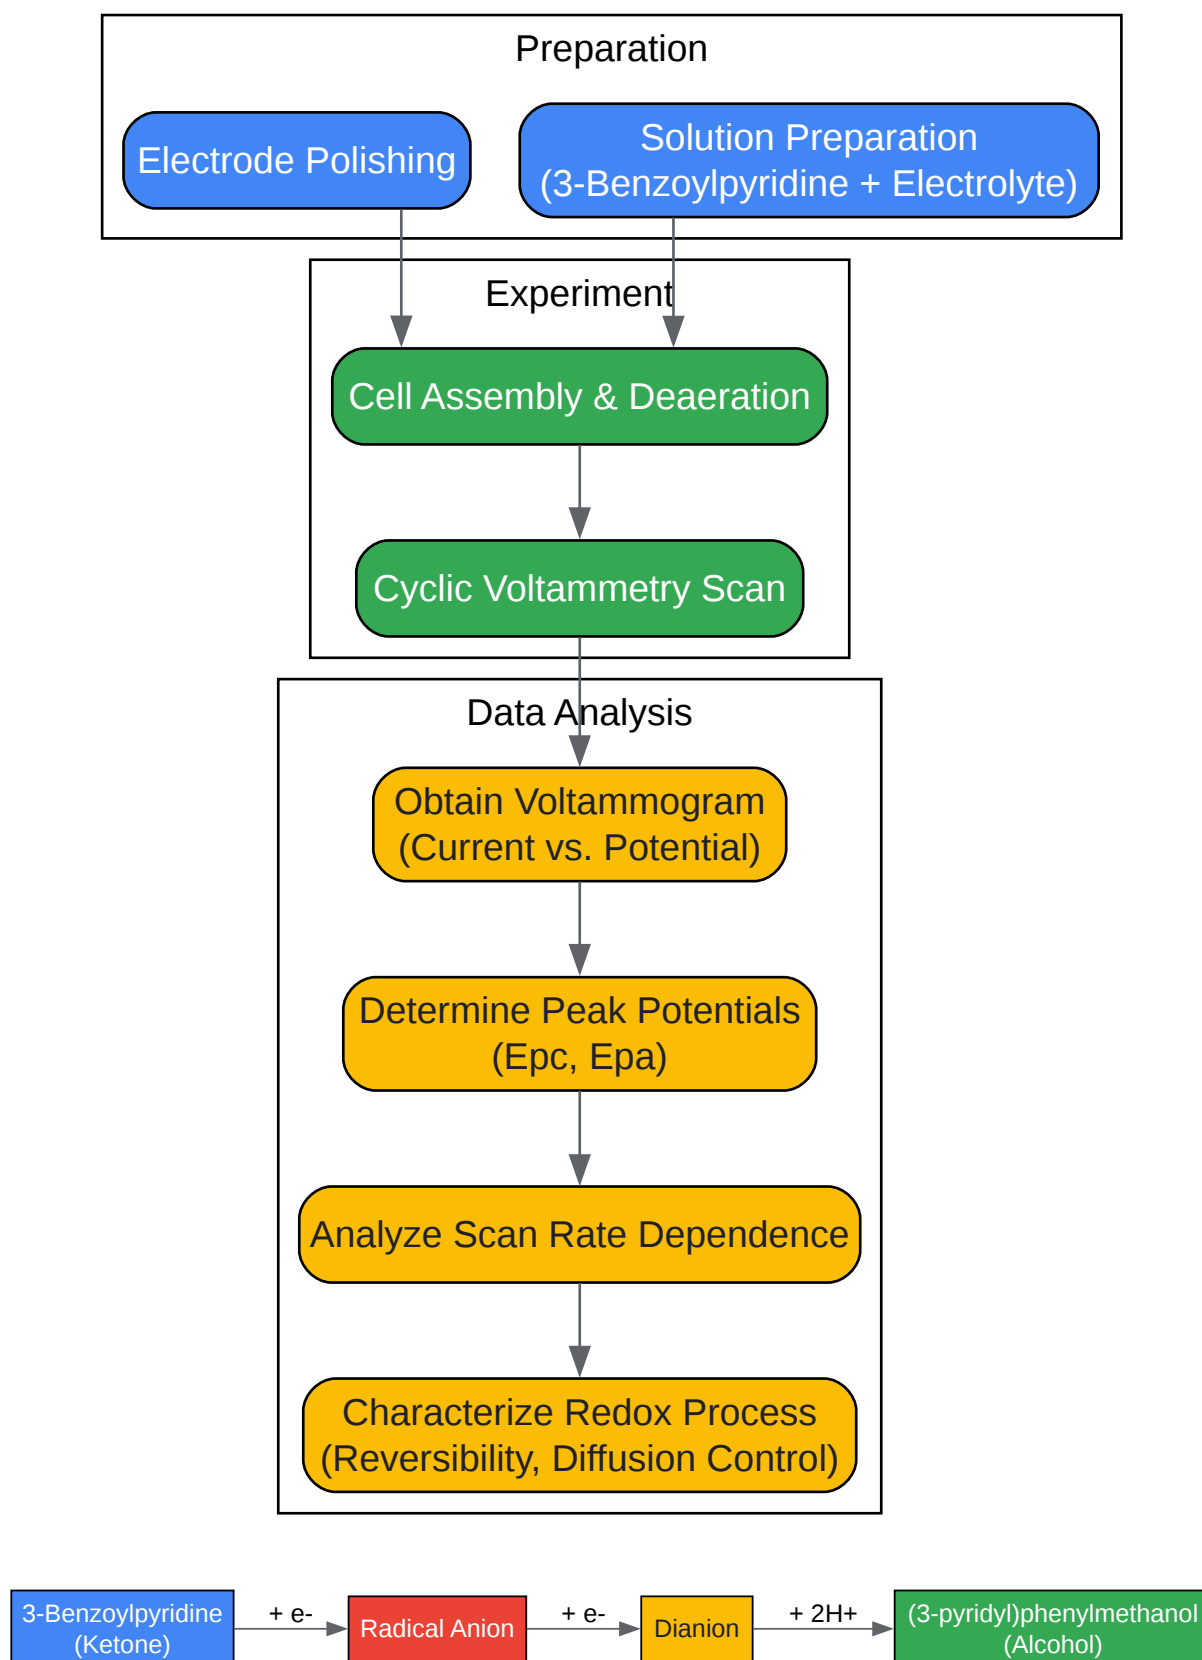 Preparation
Electrode Polishing
Solution Preparation
(3-Benzoylpyridine + Electrolyte)
Experiment
Cell Assembly & Deaeration
Cyclic Voltammetry Scan
Data Analysis
Obtain Voltammogram
(Current vs. Potential)
Determine Peak Potentials
(Epc, Epa)
Analyze Scan Rate Dependence
Characterize Redox Process
(Reversibility, Diffusion Control)
3-Benzoylpyridine
(Ketone)
+ e-
Radical Anion
+ e-
Dianion
+ 2H+
(3-pyridyl)phenylmethanol
(Alcohol)